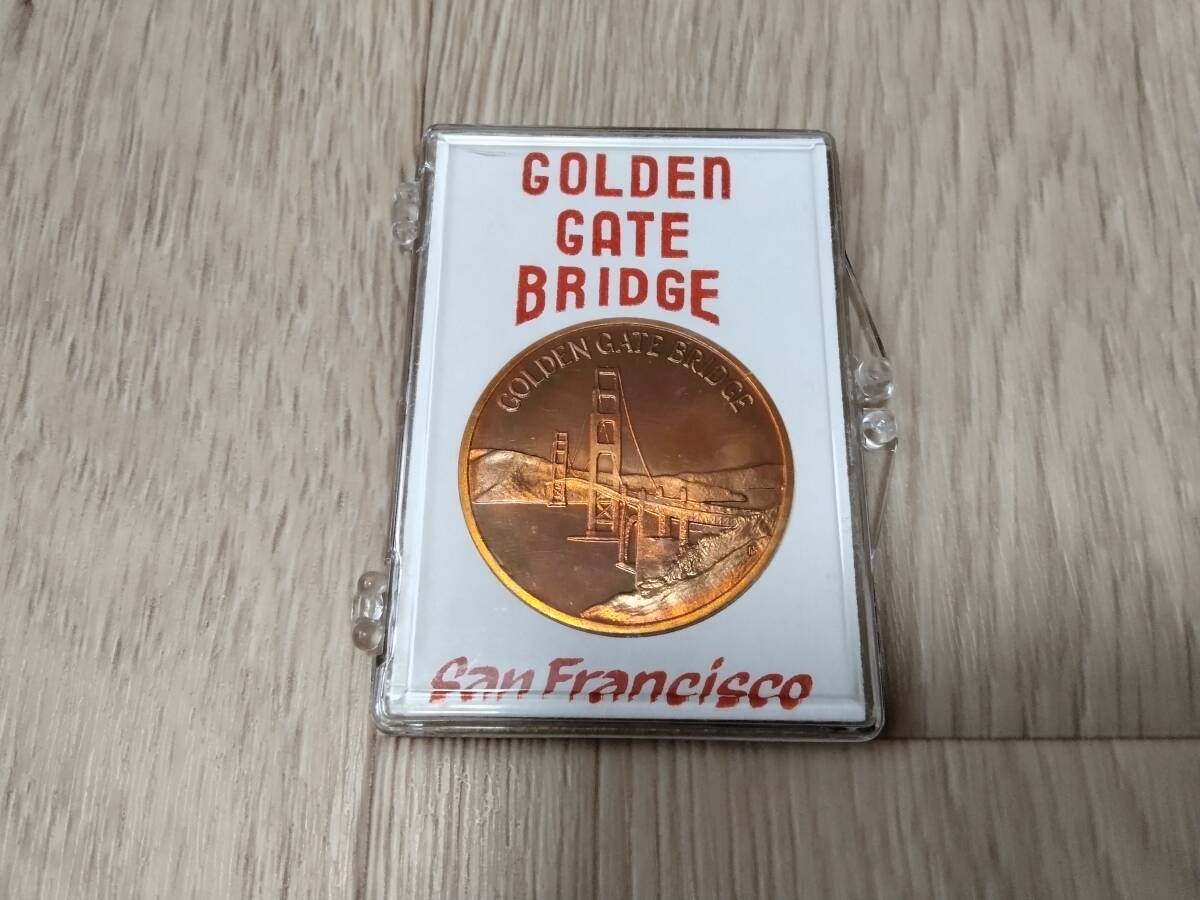 GOLDEN
GATE
BRIDGE
GOLDEN GATE BRIDGE
San Francisco